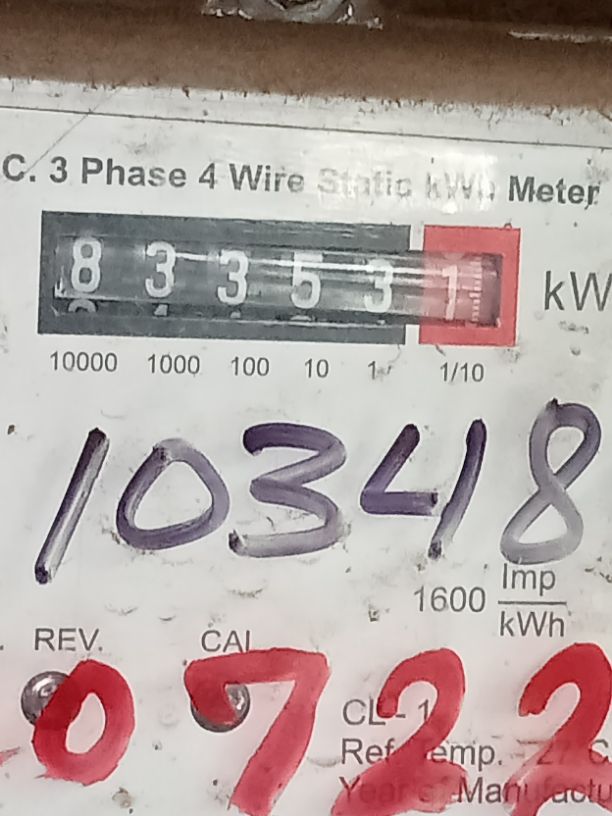 C. 3 Phase 4 Wire Static kWh Meter
8 3 3 5 3 1
kW
10000 1000 100 10 1 1/10
10348
1600 Imp
kWh
REV. CAL
0722
CL - 1
Ref Temp. - 27 C
Year of Manufactu